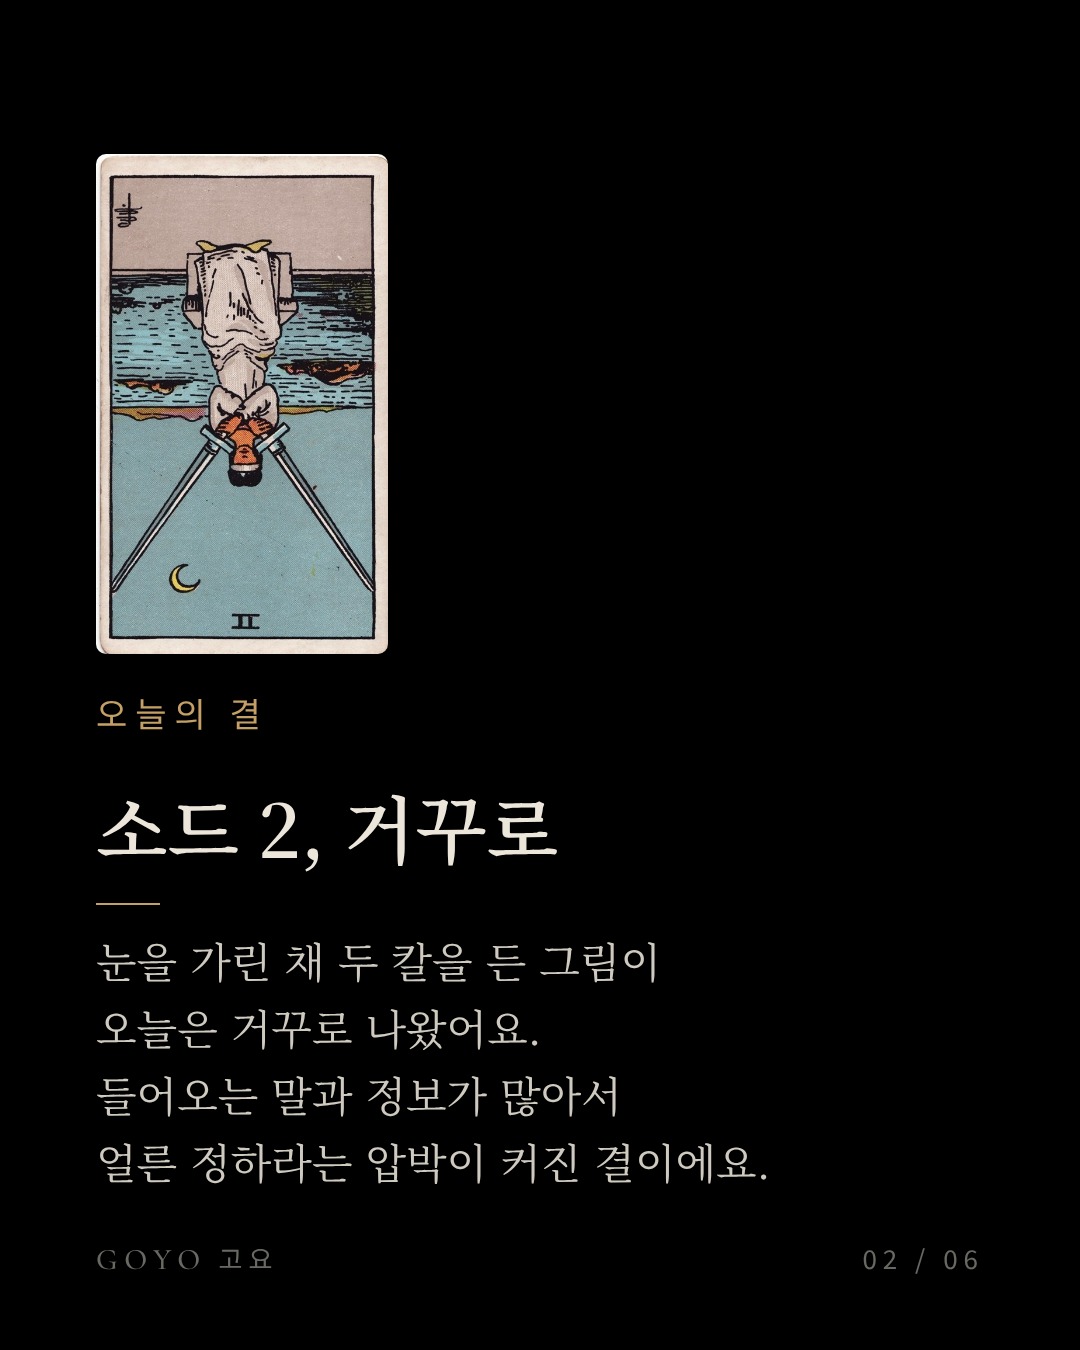 II
오늘의 결
소드 2, 거꾸로
눈을 가린 채 두 칼을 든 그림이
오늘은 거꾸로 나왔어요.
들어오는 말과 정보가 많아서
얼른 정하라는 압박이 커진 결이에요.
GOYO 고요
02 / 06